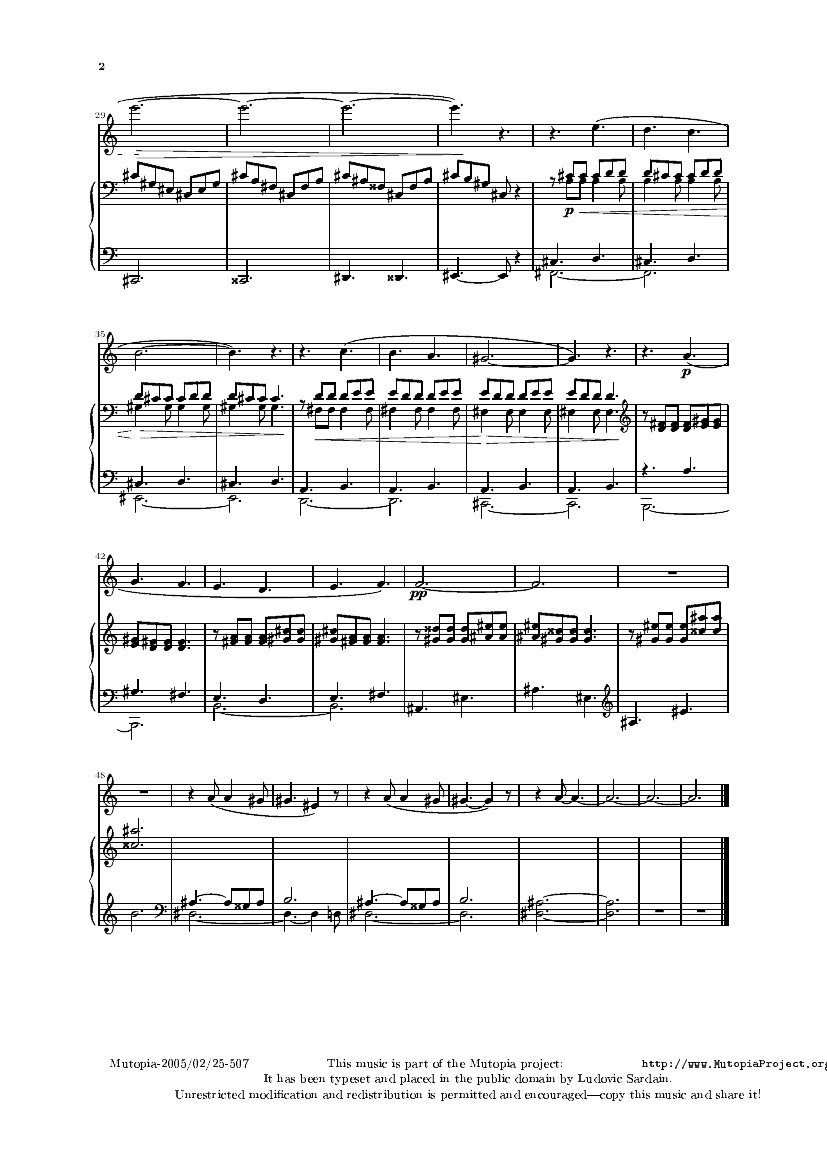 2
29
p
35
p
42
pp
48
Mutopia-2005/02/25-507 This music is part of the Mutopia project: http://www.MutopiaProject.org
It has been typeset and placed in the public domain by Ludovic Sardain.
Unrestricted modification and redistribution is permitted and encouraged—copy this music and share it!